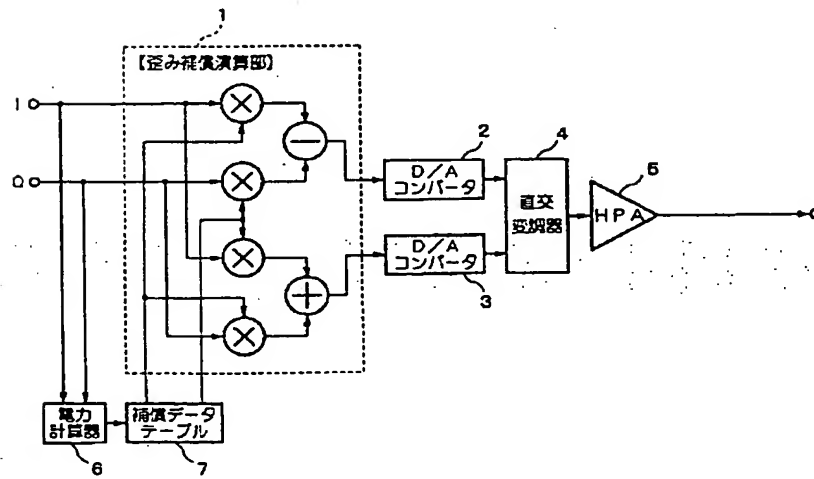 1
【歪み補償演算部】
I
Q
2
D/A
コンバータ
4
直交
変調器
5
HPA
D/A
コンバータ
3
電力
計算器
6
補償データ
テーブル
7